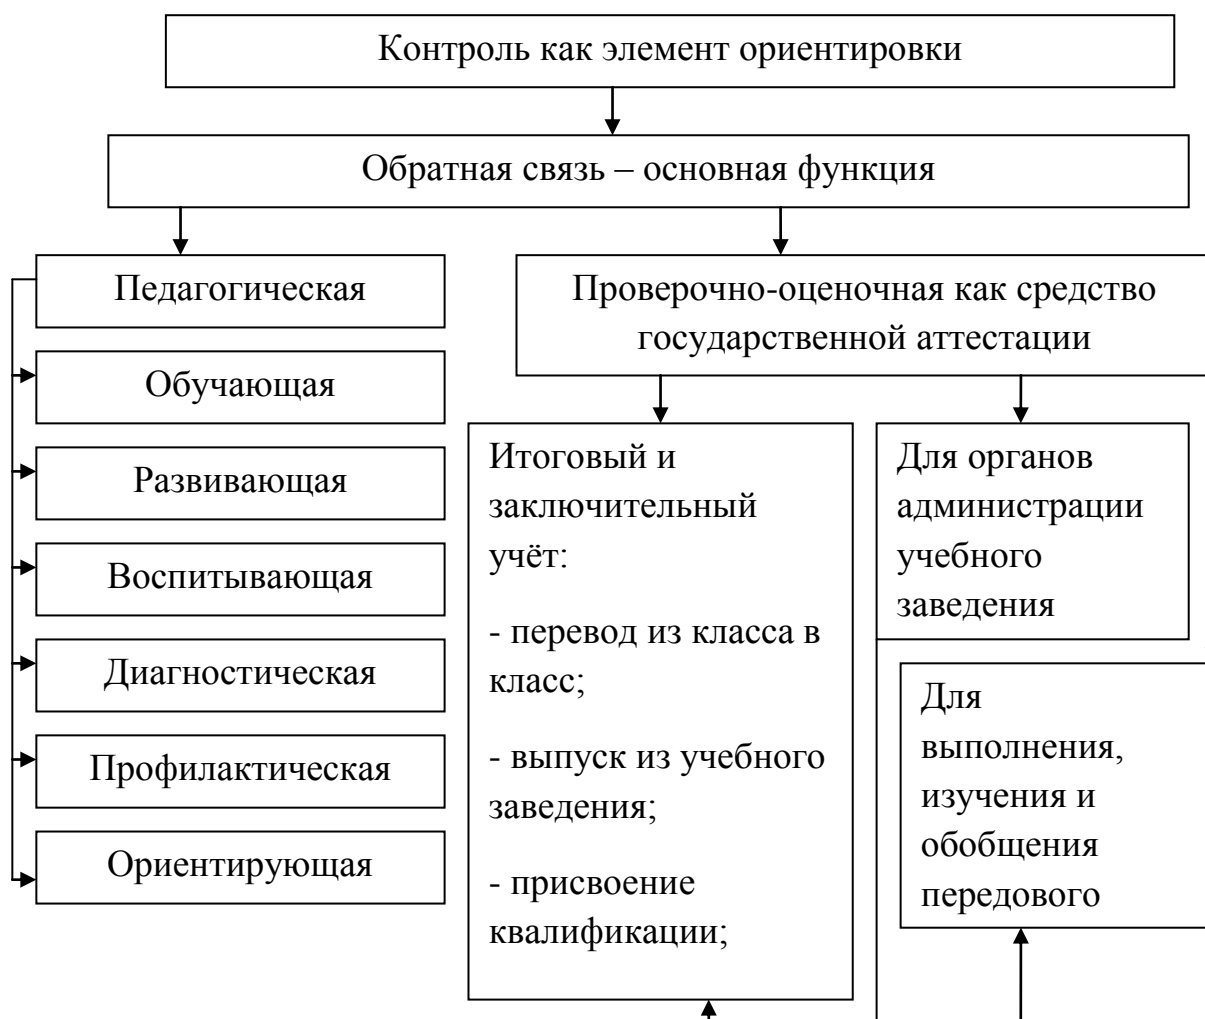 Контроль как элемент ориентировки
Обратная связь – основная функция
Педагогическая
Обучающая
Развивающая
Воспитывающая
Диагностическая
Профилактическая
Ориентирующая
Проверочно-оценочная как средство
государственной аттестации
Итоговый и
заключительный
учёт:
- перевод из класса в
класс;
- выпуск из учебного
заведения;
- присвоение
квалификации;
Для органов
администрации
учебного
заведения
Для
выполнения,
изучения и
обобщения
передового